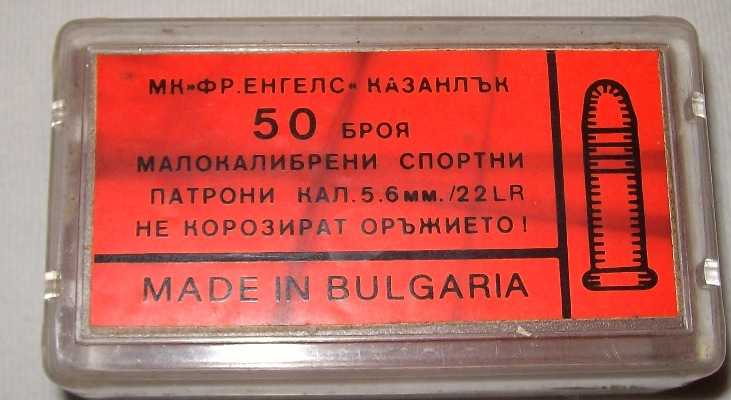 МК»ФР.ЕНГЕЛС« КАЗАНЛЪК
50 БРОЯ
МАЛОКАЛИБРЕНИ СПОРТНИ
ПАТРОНИ КАЛ.5.6мм./22LR
НЕ КОРОЗИРАТ ОРЪЖИЕТО!
MADE IN BULGARIA